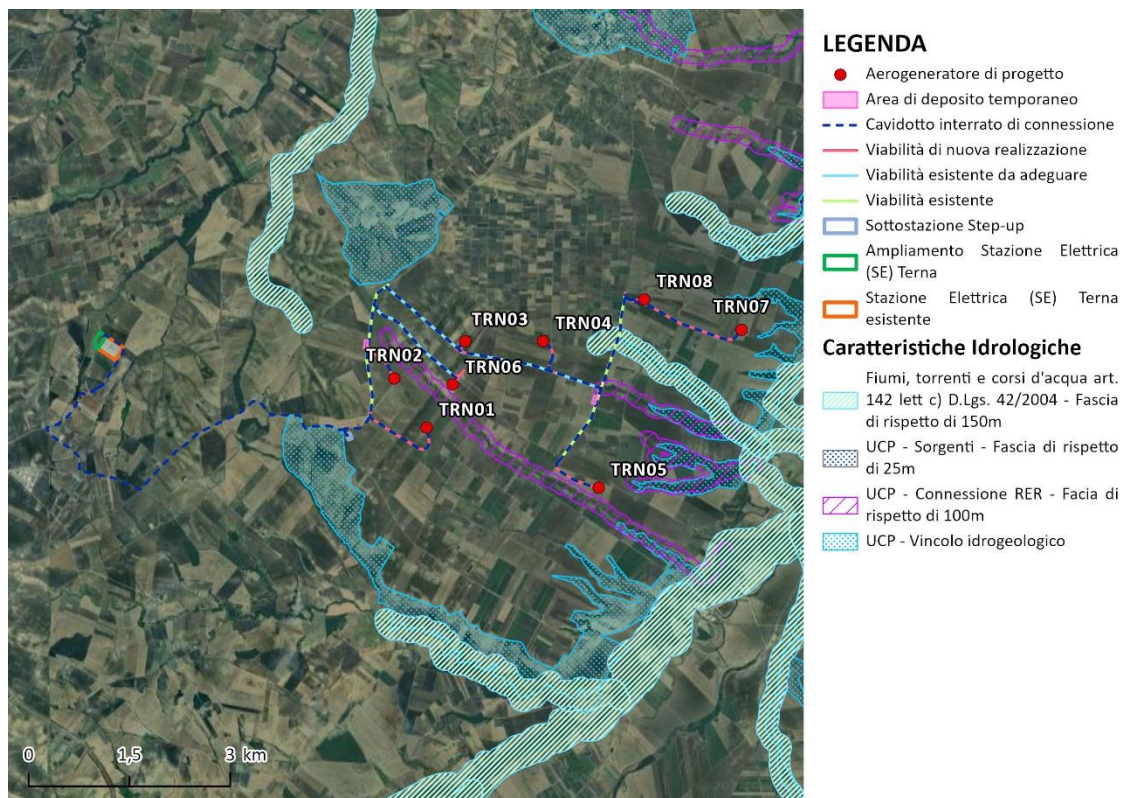 TRN08
TRN07
TRN03
TRN04
TRN02
TRN06
TRN01
TRN05
0 1,5 3 km
LEGENDA
Aerogeneratore di progetto
Area di deposito temporaneo
Cavidotto interrato di connessione
Viabilità di nuova realizzazione
Viabilità esistente da adeguare
Viabilità esistente
Sottostazione Step-up
Ampliamento Stazione Elettrica
(SE) Terna
Stazione Elettrica (SE) Terna
esistente
Caratteristiche Idrologiche
Fiumi, torrenti e corsi d'acqua art.
142 lett c) D.Lgs. 42/2004 - Fascia
di rispetto di 150m
UCP - Sorgenti - Fascia di rispetto
di 25m
UCP - Connessione RER - Facia di
rispetto di 100m
UCP - Vincolo idrogeologico